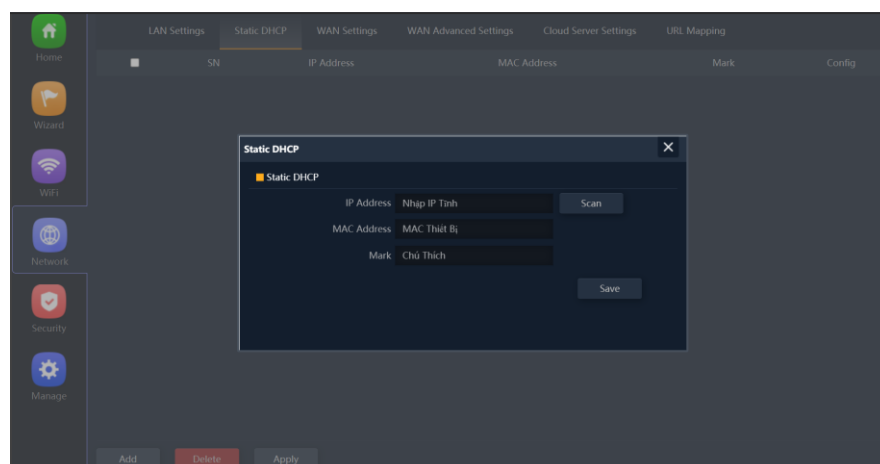 LAN Settings Static DHCP WAN Settings WAN Advanced Settings Cloud Server Settings URL Mapping
SN IP Address MAC Address Mark Config
Home
Wizard
WiFi
Network
Security
Manage
Static DHCP
Static DHCP
IP Address Nhập IP Tĩnh Scan
MAC Address MAC Thiết Bị
Mark Chú Thích
Save
Add Delete Apply